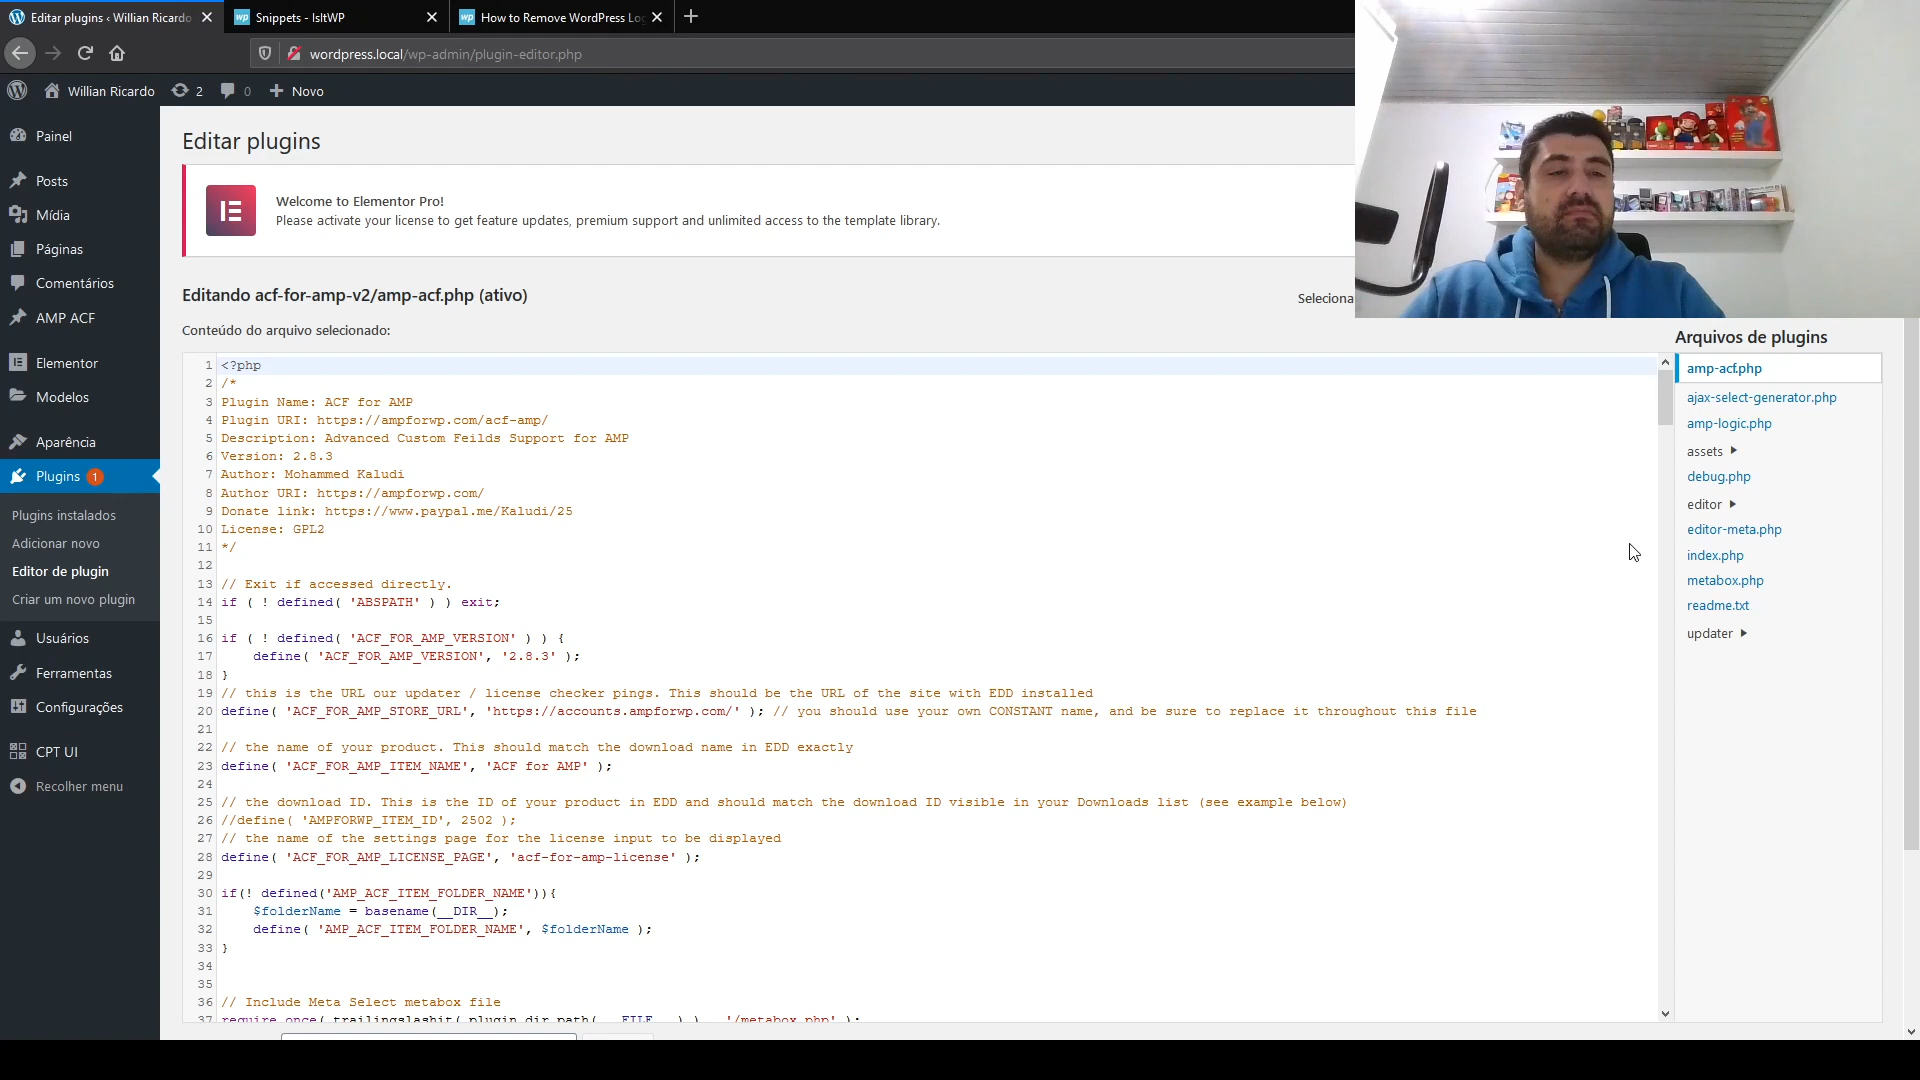 Editar plugins ‹ Willian Ricardo
Snippets - IsItWP
How to Remove WordPress Lo
wordpress.local/wp-admin/plugin-editor.php
Willian Ricardo
2
0
Novo
Painel
Posts
Mídia
Páginas
Comentários
AMP ACF
Elementor
Modelos
Aparência
Plugins 1
Plugins instalados
Adicionar novo
Editor de plugin
Criar um novo plugin
Usuários
Ferramentas
Configurações
CPT UI
Recolher menu
Editar plugins
Welcome to Elementor Pro!
Please activate your license to get feature updates, premium support and unlimited access to the template library.
Editando acf-for-amp-v2/amp-acf.php (ativo)
Seleciona
Conteúdo do arquivo selecionado:
1 <?php
2 /*
3 Plugin Name: ACF for AMP
4 Plugin URI: https://ampforwp.com/acf-amp/
5 Description: Advanced Custom Feilds Support for AMP
6 Version: 2.8.3
7 Author: Mohammed Kaludi
8 Author URI: https://ampforwp.com/
9 Donate link: https://www.paypal.me/Kaludi/25
10 License: GPL2
11 */
12
13 // Exit if accessed directly.
14 if ( ! defined( 'ABSPATH' ) ) exit;
15
16 if ( ! defined( 'ACF_FOR_AMP_VERSION' ) ) {
17 define( 'ACF_FOR_AMP_VERSION', '2.8.3' );
18 }
19 // this is the URL our updater / license checker pings. This should be the URL of the site with EDD installed
20 define( 'ACF_FOR_AMP_STORE_URL', 'https://accounts.ampforwp.com/' ); // you should use your own CONSTANT name, and be sure to replace it throughout this file
21
22 // the name of your product. This should match the download name in EDD exactly
23 define( 'ACF_FOR_AMP_ITEM_NAME', 'ACF for AMP' );
24
25 // the download ID. This is the ID of your product in EDD and should match the download ID visible in your Downloads list (see example below)
26 //define( 'AMPFORWP_ITEM_ID', 2502 );
27 // the name of the settings page for the license input to be displayed
28 define( 'ACF_FOR_AMP_LICENSE_PAGE', 'acf-for-amp-license' );
29
30 if(! defined('AMP_ACF_ITEM_FOLDER_NAME')){
31 $folderName = basename(__DIR__);
32 define( 'AMP_ACF_ITEM_FOLDER_NAME', $folderName );
33 }
34
35
36 // Include Meta Select metabox file
37 require_once( trailingslashit( plugin_dir_path( __FILE__ ) ) . '/metabox.php' );
Arquivos de plugins
amp-acf.php
ajax-select-generator.php
amp-logic.php
assets
debug.php
editor
editor-meta.php
index.php
metabox.php
readme.txt
updater